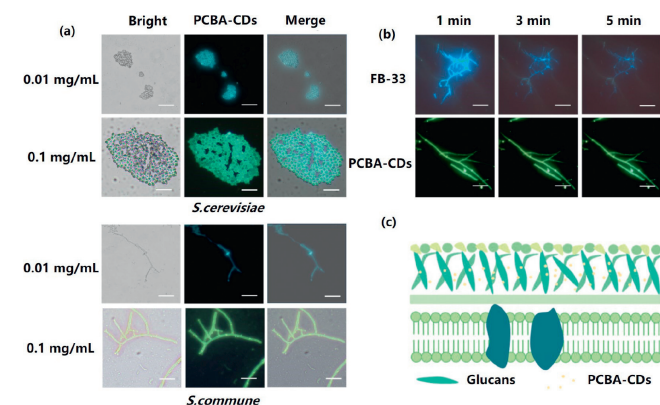 (a)
Bright PCBA-CDs Merge
0.01 mg/mL
0.1 mg/mL
S.cerevisiae
0.01 mg/mL
0.1 mg/mL
S.commune
(b)
1 min 3 min 5 min
FB-33
PCBA-CDs
(c)
Glucans PCBA-CDs